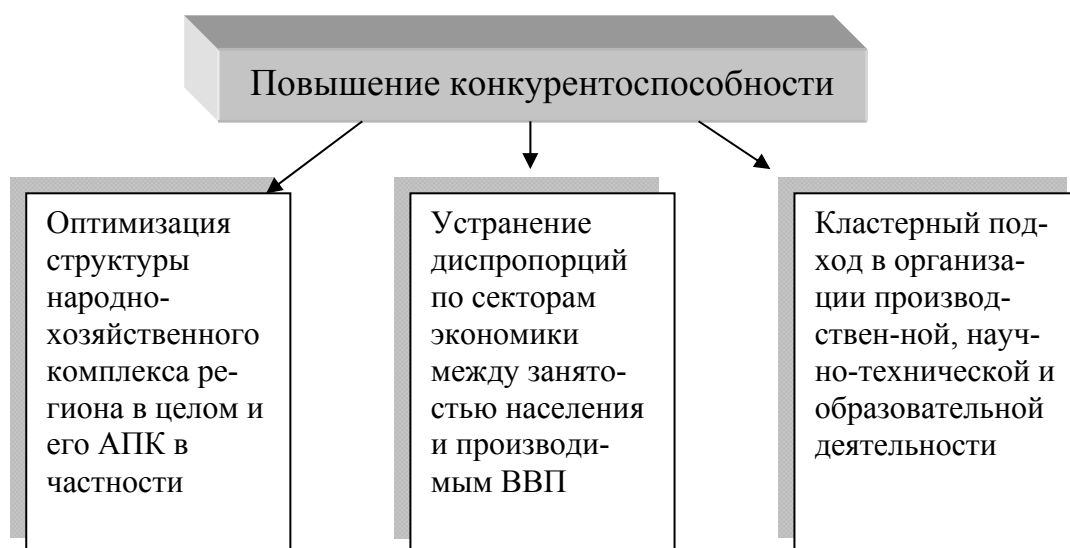 Повышение конкурентоспособности
Оптимизация
структуры
народно-
хозяйственного
комплекса ре-
гиона в целом и
его АПК в
частности
Устранение
диспропорций
по секторам
экономики
между занято-
стью населения
и производи-
мым ВВП
Кластерный под-
ход в организа-
ции производ-
ствен-ной, науч-
но-технической и
образовательной
деятельности